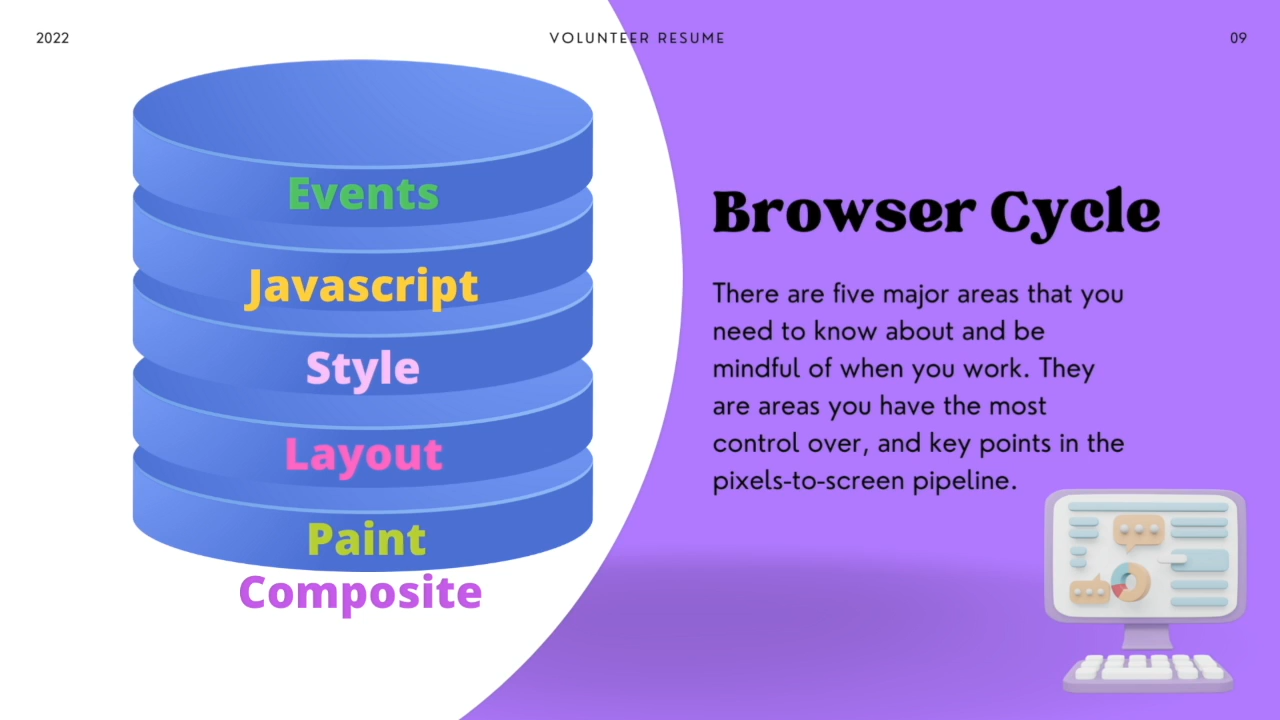 2022
VOLUNTEER RESUME
09
Events
Javascript
Style
Layout
Paint
Composite
Browser Cycle
There are five major areas that you
need to know about and be
mindful of when you work. They
are areas you have the most
control over, and key points in the
pixels-to-screen pipeline.